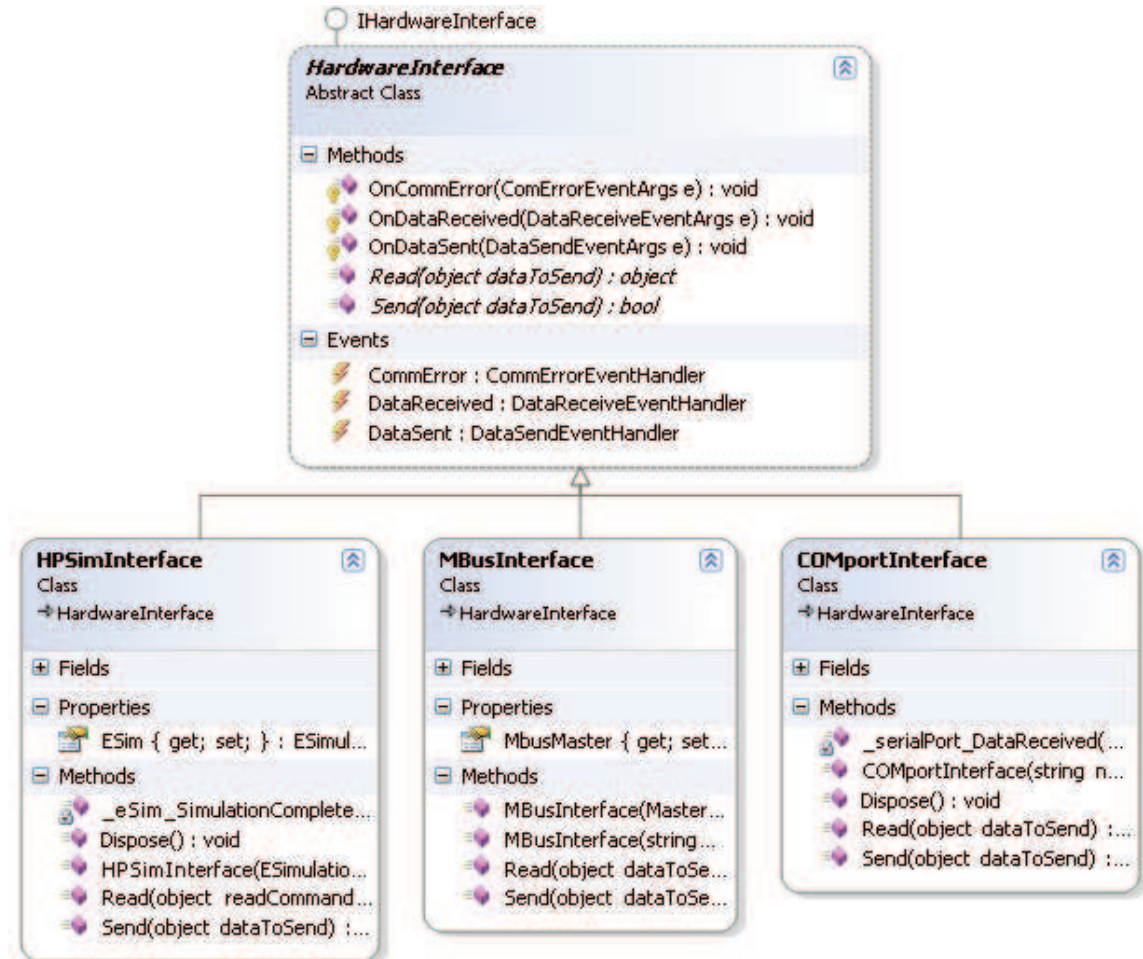 IHardwareInterface
HardwareInterface
Abstract Class
Methods
OnCommError(ComErrorEventArgs e) : void
OnDataReceived(DataReceiveEventArgs e) : void
OnDataSent(DataSendEventArgs e) : void
Read(object dataToSend) : object
Send(object dataToSend) : bool
Events
CommError : CommErrorEventHandler
DataReceived : DataReceiveEventHandler
DataSent : DataSendEventHandler
HPSimInterface
Class
HardwareInterface
Fields
Properties
ESim { get; set; } : ESimul...
Methods
_eSim_SimulationComplete...
Dispose() : void
HPSimInterface(ESimulatio...
Read(object readCommand...
Send(object dataToSend) :...
MBusInterface
Class
HardwareInterface
Fields
Properties
MbusMaster { get; set...
Methods
MBusInterface(Master...
MBusInterface(string...
Read(object dataToSe...
Send(object dataToSe...
COMportInterface
Class
HardwareInterface
Fields
Methods
_serialPort_DataReceived(...
COMportInterface(string n...
Dispose() : void
Read(object dataToSend) :...
Send(object dataToSend) :...